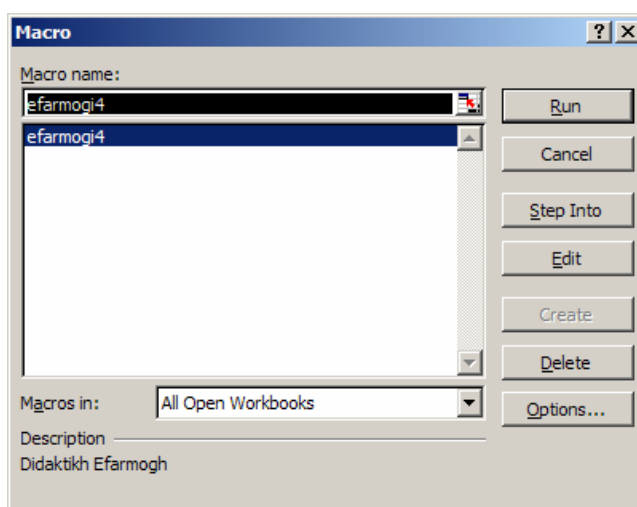 Macro
Macro name:
efarmogi4
Run
efarmogi4
Cancel
Step Into
Edit
Create
Delete
Macros in: All Open Workbooks
Options...
Description
Didaktikh Efarmogh